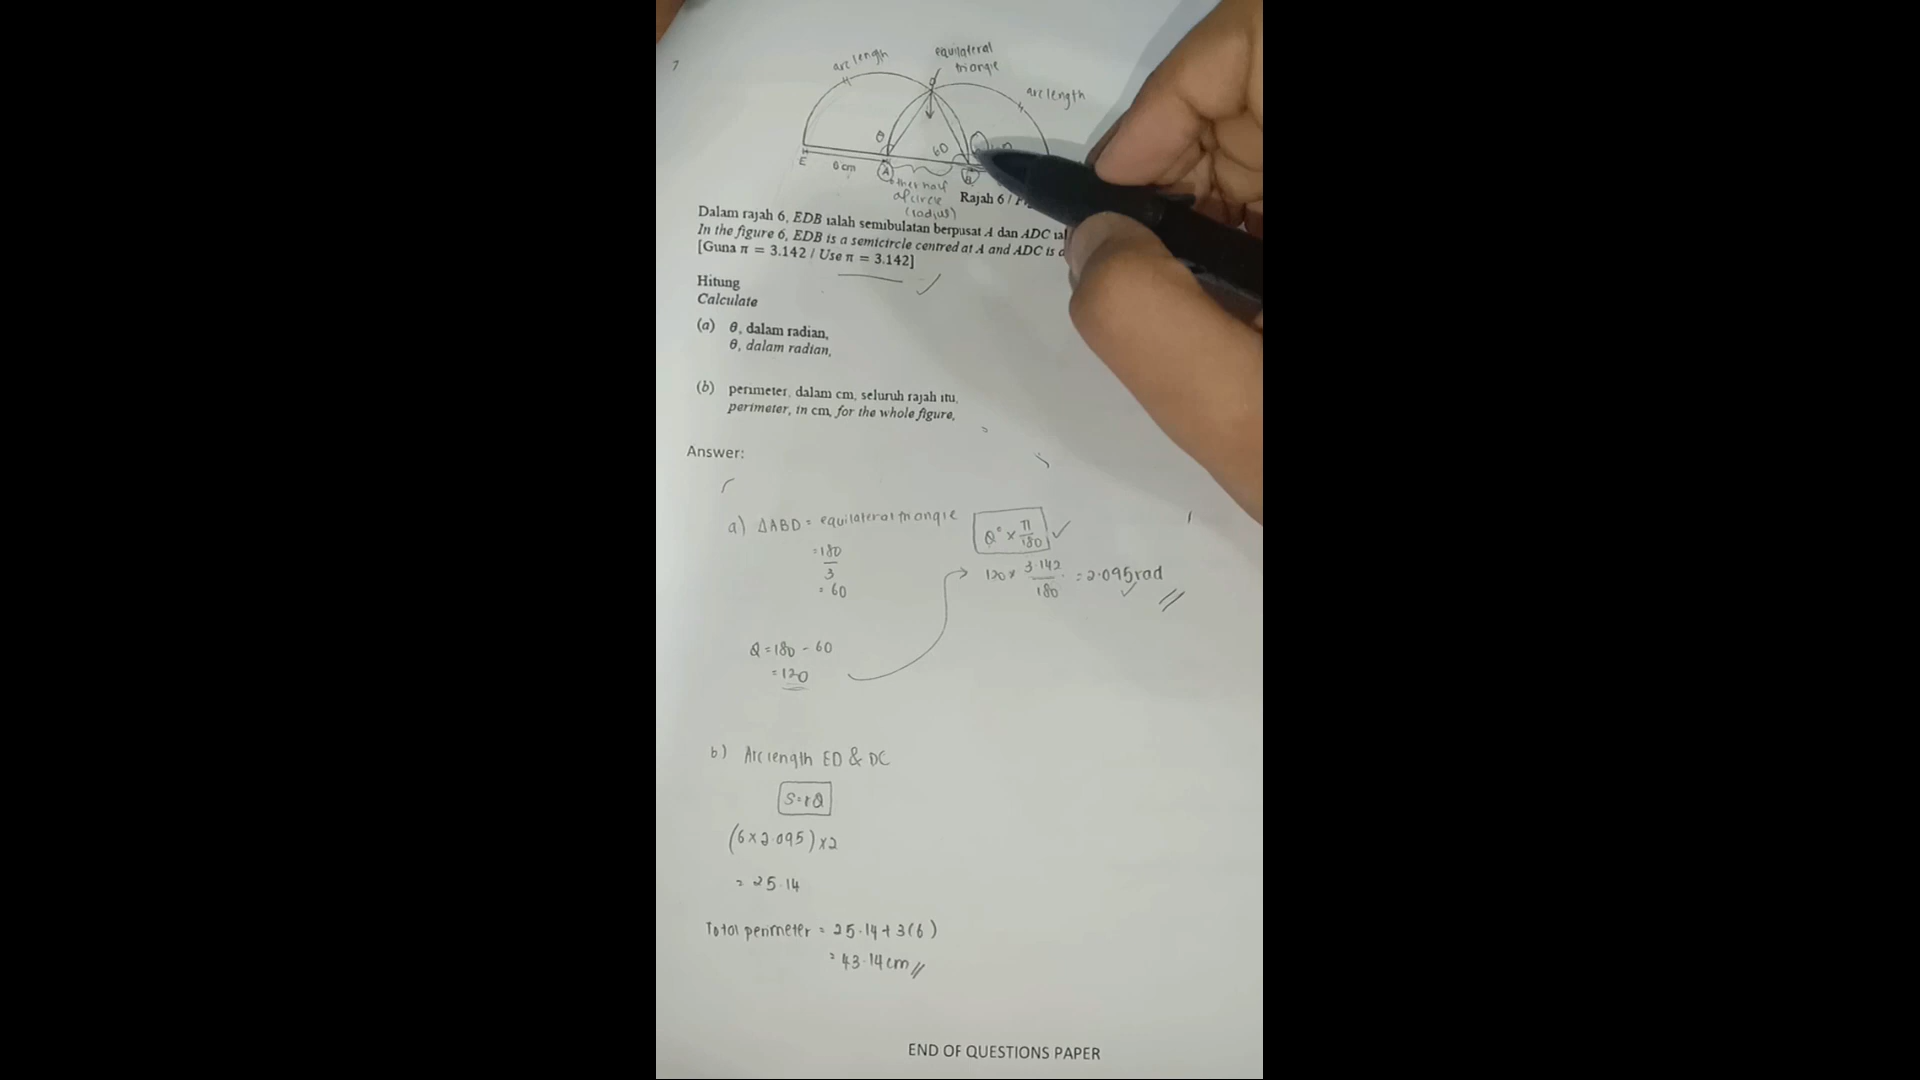 7
arc length
equilateral
triangle
arc length
D
θ
60
E
6 cm
A
B
other half
of circle
(radius)
Rajah 6 /
Dalam rajah 6, EDB ialah semibulatan berpusat A dan ADC
In the figure 6, EDB is a semicircle centred at A and ADC is
[Guna π = 3.142 / Use π = 3.142]
Hitung
Calculate
(a) θ, dalam radian,
θ, dalam radian,
(b) perimeter, dalam cm, seluruh rajah itu,
perimeter, in cm, for the whole figure,
Answer:
a) ΔABD = equilateral triangle
= 180
3
= 60
θ° × π/180
120 × 3.142/180 = 2.095 rad
θ = 180 - 60
= 120
b) Arc length ED & DC
S = rθ
(6 × 2.095) × 2
= 25.14
Total perimeter = 25.14 + 3(6)
= 43.14 cm //
END OF QUESTIONS PAPER